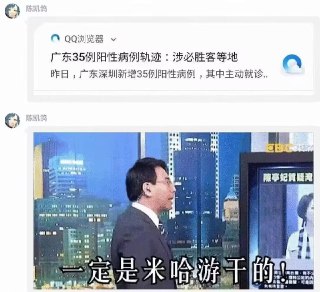 陈凯鸽
QQ浏览器
广东35例阳性病例轨迹：涉必胜客等地
昨日，广东深圳新增35例阳性病例，其中主动就诊..
陈凯鸽
一定是米哈游干的!